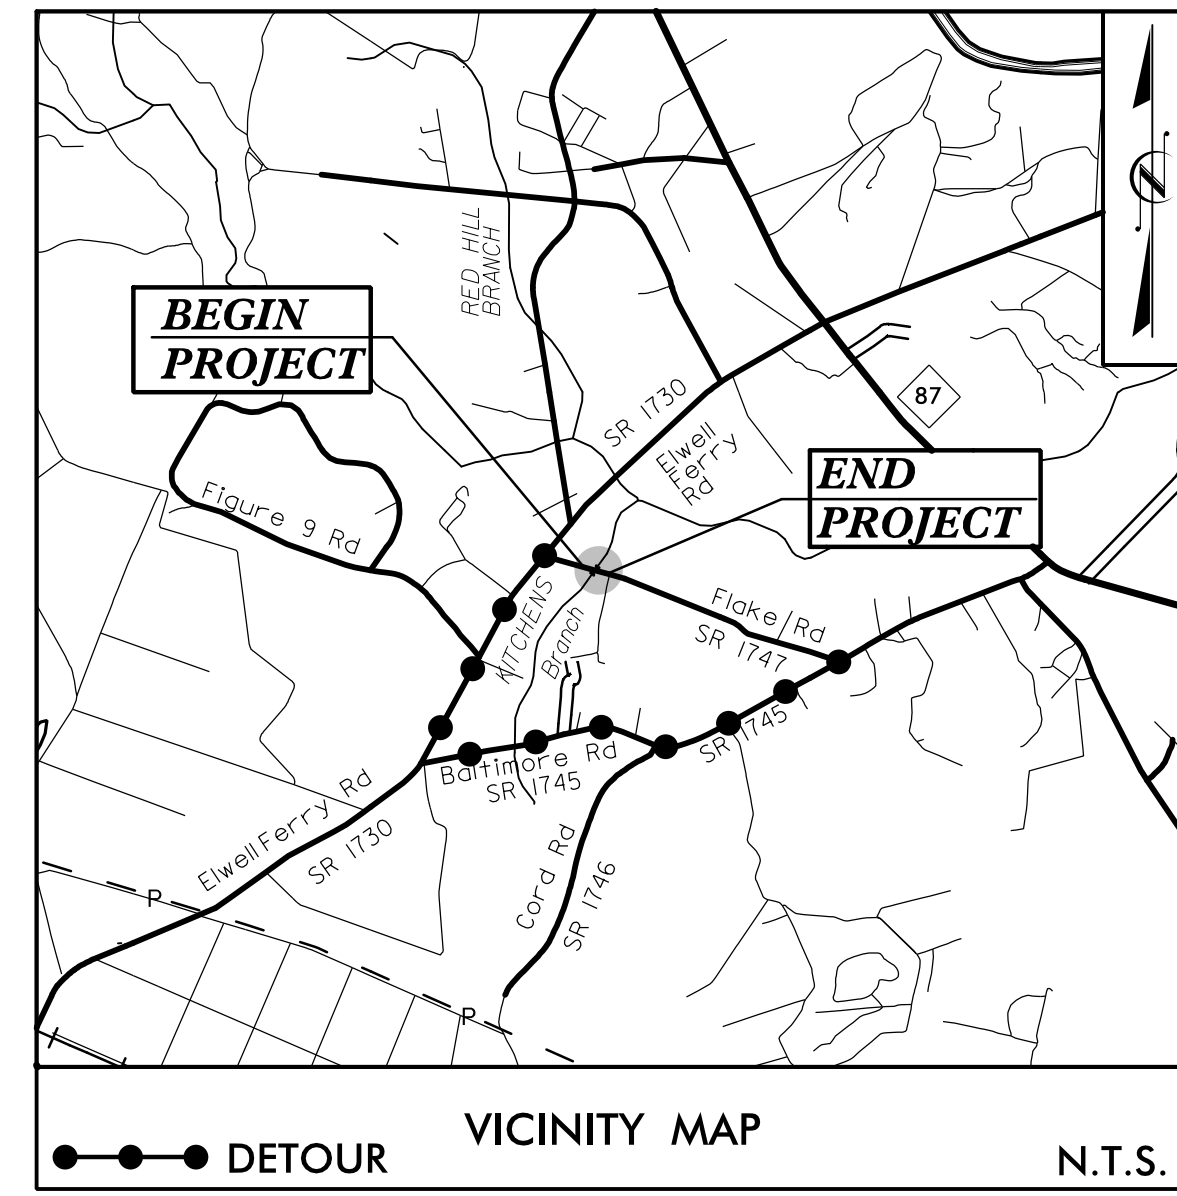 RED HILL
BRANCH
BEGIN
PROJECT
SR 1730
87
Elwell
Ferry
Rd
END
PROJECT
Figure 9 Rd
KITCHENS
Branch
Flake Rd
SR 1747
SR 1745
Baltimore Rd
SR 1745
Elwell Ferry Rd
SR 1730
Cord Rd
SR 1746
P
P
VICINITY MAP
DETOUR
N.T.S.